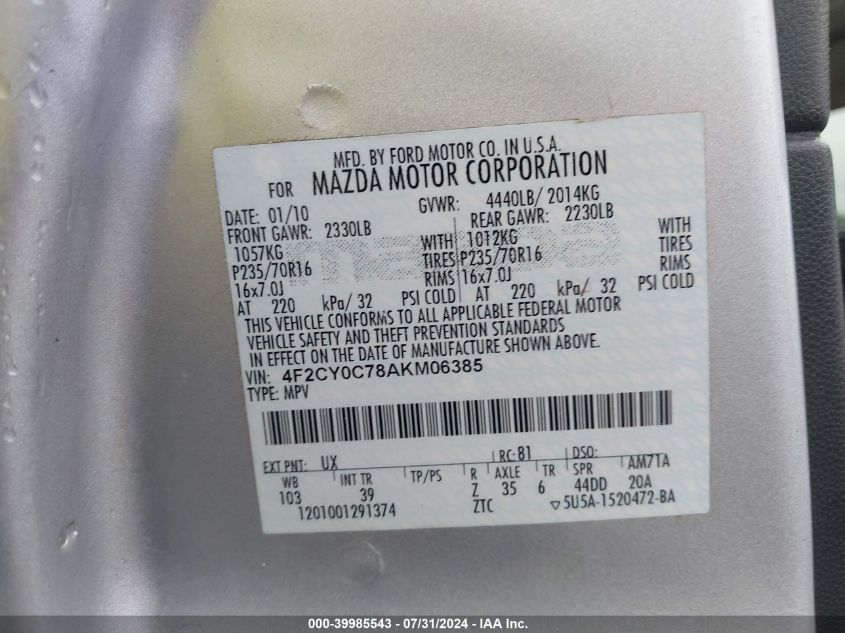 MFD. BY FORD MOTOR CO. IN U.S.A.
FOR MAZDA MOTOR CORPORATION
DATE: 01/10 GVWR: 4440LB/ 2014KG
FRONT GAWR: 2330LB REAR GAWR: 2230LB
1057KG WITH 1012KG WITH
P235/70R16 TIRES P235/70R16 TIRES
16x7.0J RIMS 16x7.0J RIMS
AT 220 kPa/ 32 PSI COLD AT 220 kPa/ 32 PSI COLD
THIS VEHICLE CONFORMS TO ALL APPLICABLE FEDERAL MOTOR
VEHICLE SAFETY AND THEFT PREVENTION STANDARDS
IN EFFECT ON THE DATE OF MANUFACTURE SHOWN ABOVE.
VIN: 4F2CY0C78AKM06385
TYPE: MPV
EXT PNT: UX RC: 81 DSO:
WB INT TR TP/PS R AXLE TR SPR AM7TA
103 39 Z 35 6 44DD 20A
1201001291374 ZTC ▽5U5A-1520472-BA
000-39985543 - 07/31/2024 - IAA Inc.